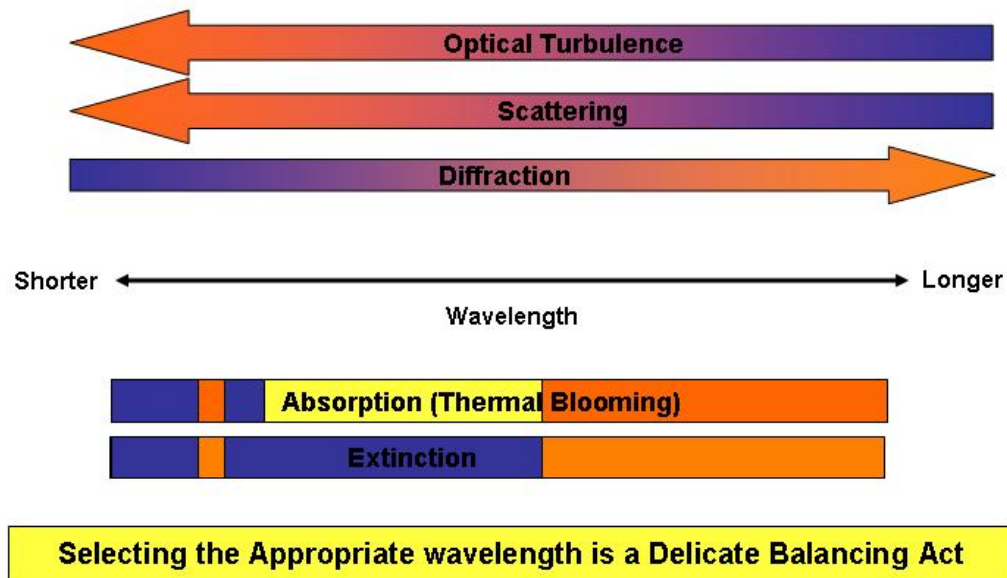 Optical Turbulence
Scattering
Diffraction
Shorter
Longer
Wavelength
Absorption (Thermal Blooming)
Extinction
Selecting the Appropriate wavelength is a Delicate Balancing Act